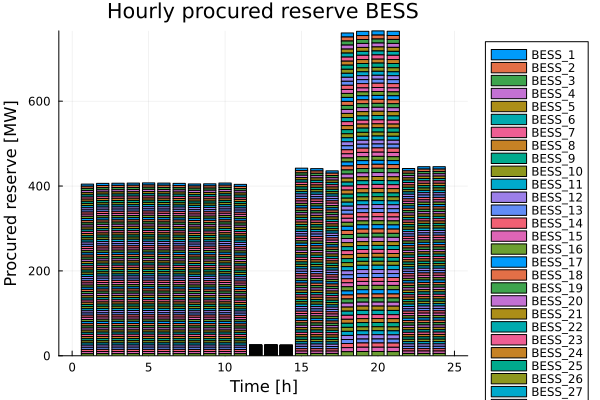 Hourly procured reserve BESS
Procured reserve [MW]
600
400
200
0
0 5 10 15 20 25
Time [h]
BESS_1
BESS_2
BESS_3
BESS_4
BESS_5
BESS_6
BESS_7
BESS_8
BESS_9
BESS_10
BESS_11
BESS_12
BESS_13
BESS_14
BESS_15
BESS_16
BESS_17
BESS_18
BESS_19
BESS_20
BESS_21
BESS_22
BESS_23
BESS_24
BESS_25
BESS_26
BESS_27